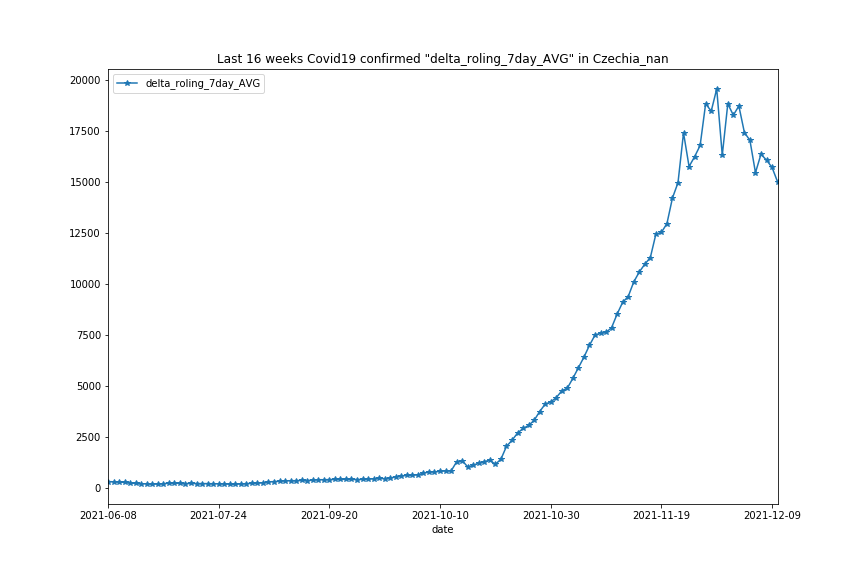 Last 16 weeks Covid19 confirmed "delta_roling_7day_AVG" in Czechia_nan
delta_roling_7day_AVG
20000
17500
15000
12500
10000
7500
5000
2500
0
2021-06-08 2021-07-24 2021-09-20 2021-10-10 2021-10-30 2021-11-19 2021-12-09
date